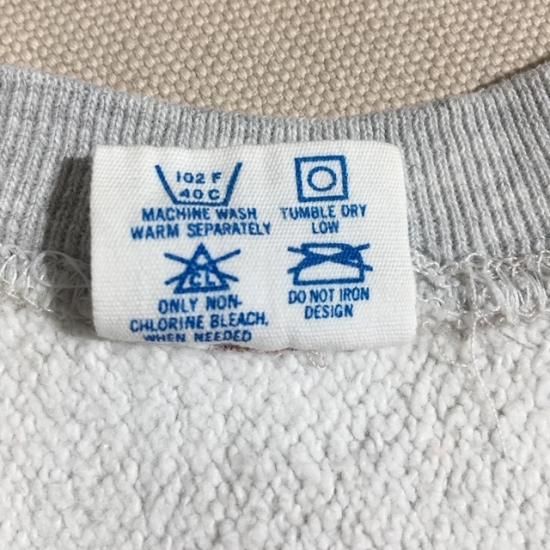 102 F
40 C
MACHINE WASH
WARM SEPARATELY
TUMBLE DRY
LOW
CL
ONLY NON-
CHLORINE BLEACH,
WHEN NEEDED
DO NOT IRON
DESIGN